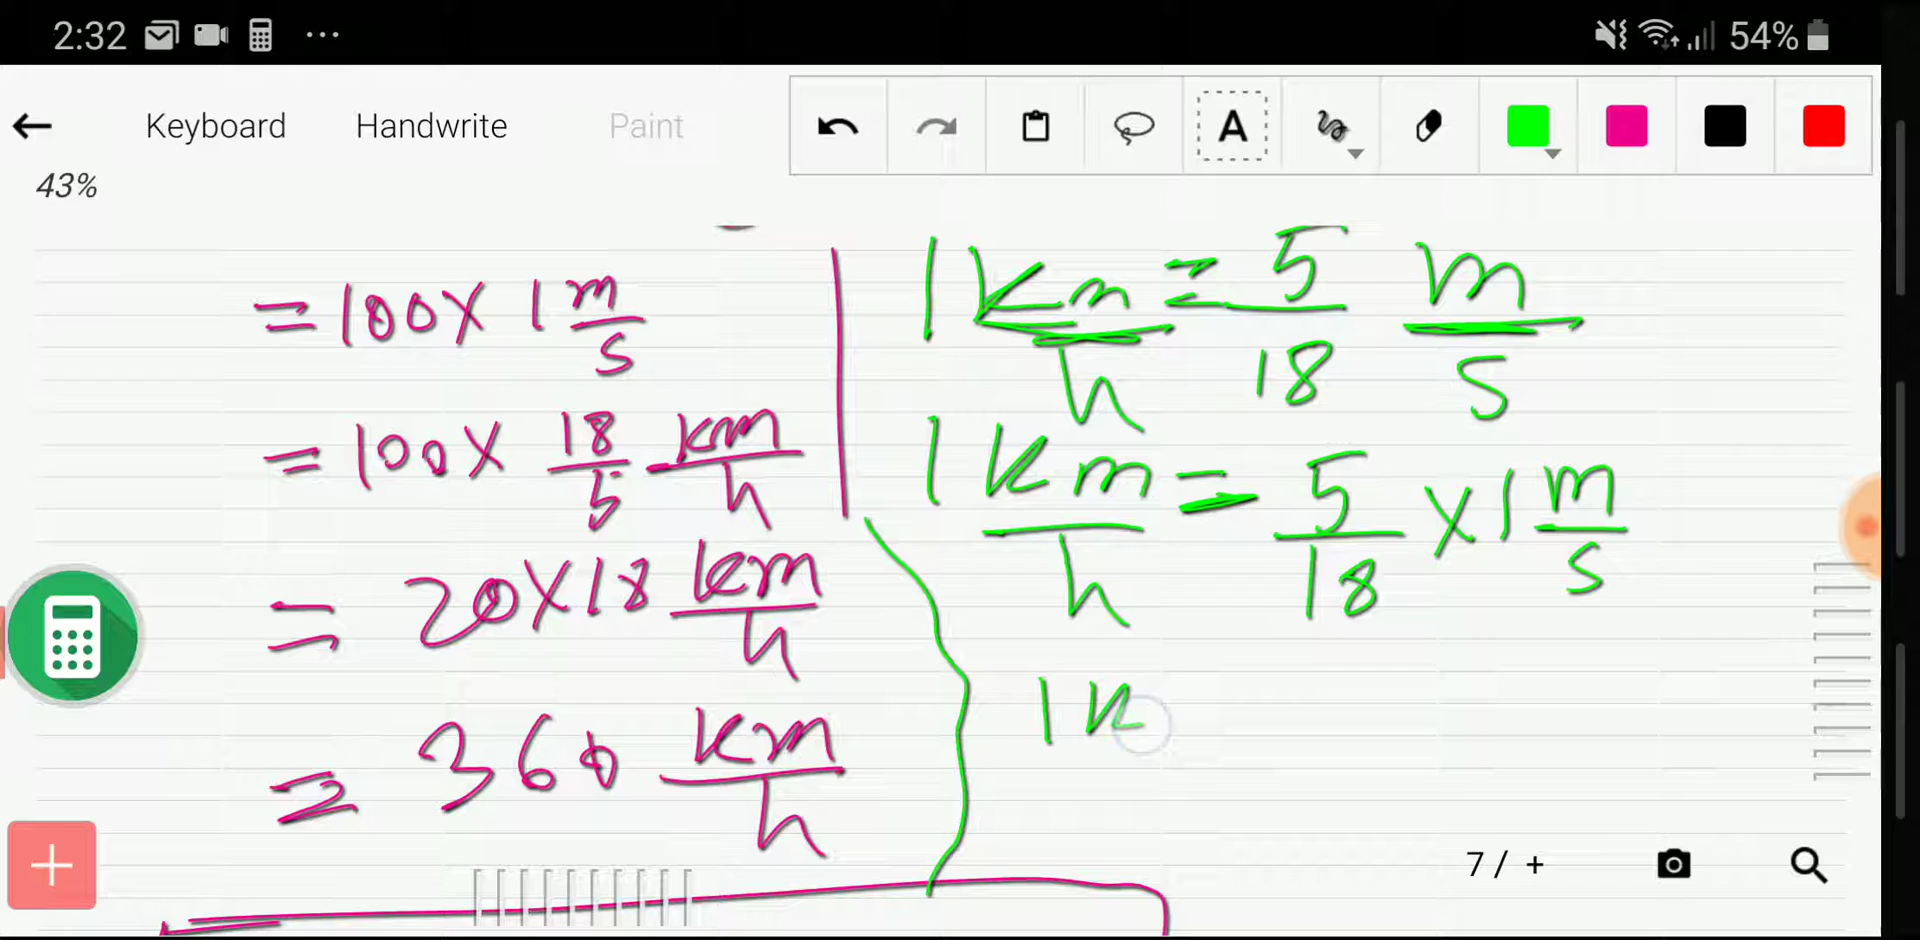 2:32 ... 54%
Keyboard Handwrite Paint A
43%
= 100 × 1 m/s
= 100 × 18/5 km/h
= 20 × 18 km/h
= 360 km/h
1 km/h = 5/18 m/s
1 km/h = 5/18 × 1 m/s
1 k
7 / +